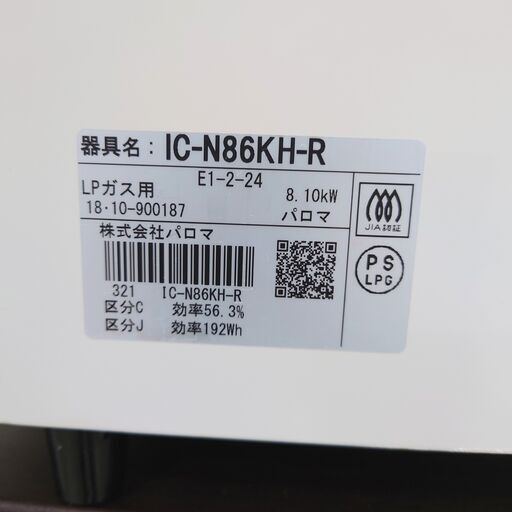 器具名：IC-N86KH-R
E1-2-24
LPガス用 8.10kW
18·10-900187 パロマ
JIA認証
株式会社パロマ
PS
LPG
321 IC-N86KH-R
区分C 効率56.3%
区分J 効率192Wh